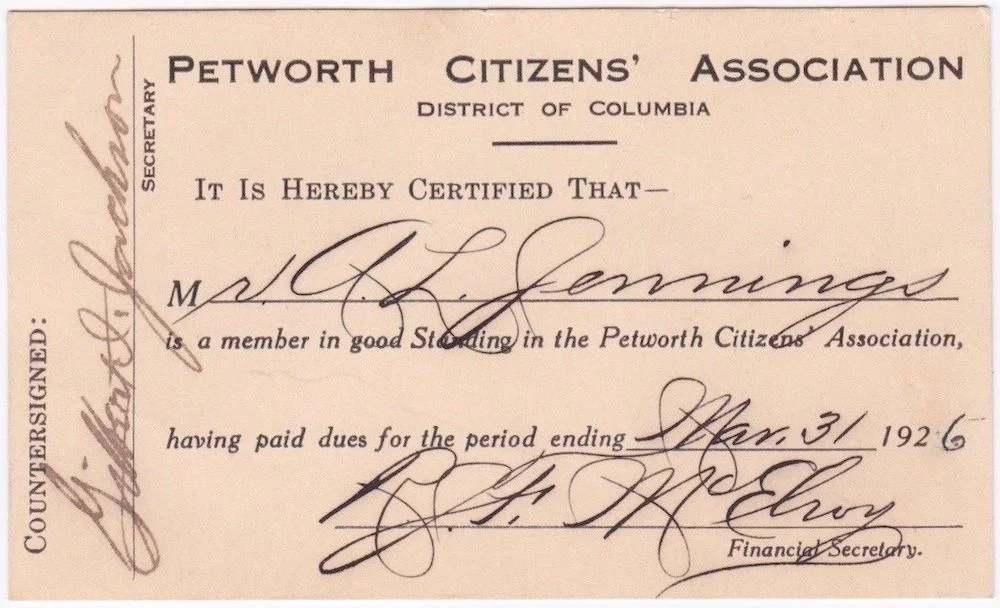 PETWORTH CITIZENS' ASSOCIATION
DISTRICT OF COLUMBIA
IT IS HEREBY CERTIFIED THAT—
Mr. A. L. Jennings
is a member in good Standing in the Petworth Citizens' Association,
having paid dues for the period ending Mar. 31 1926
F. McElroy
Financial Secretary.
COUNTERSIGNED:
Gilbert I. Jackson
SECRETARY